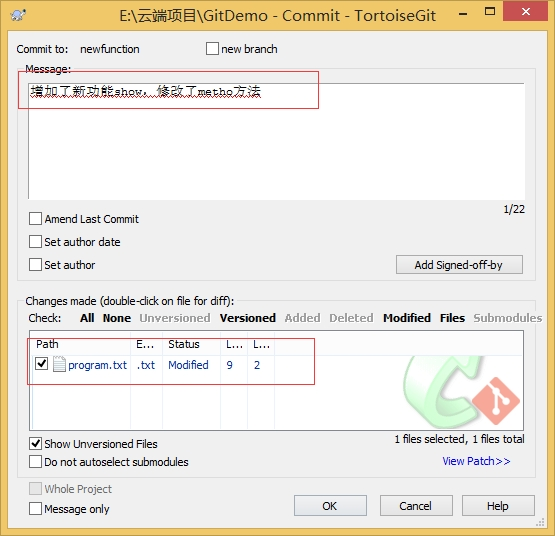 E:\云端项目\GitDemo - Commit - TortoiseGit
Commit to: newfunction new branch
Message:
增加了新功能show，修改了metho方法
1/22
Amend Last Commit
Set author date
Set author
Add Signed-off-by
Changes made (double-click on file for diff):
Check: All None Unversioned Versioned Added Deleted Modified Files Submodules
Path E... Status L... L...
program.txt .txt Modified 9 2
Show Unversioned Files
1 files selected, 1 files total
Do not autoselect submodules
View Patch>>
Whole Project
Message only
OK Cancel Help